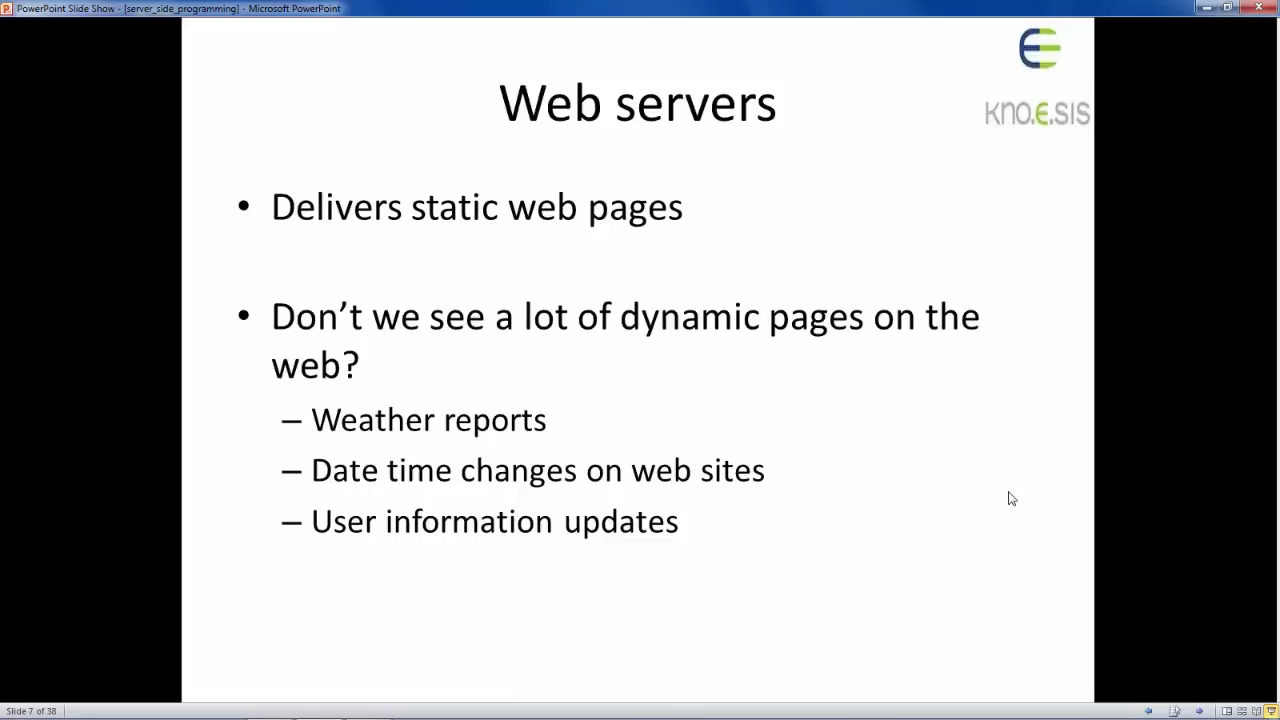 PowerPoint Slide Show - [server_side_programming] - Microsoft PowerPoint
kno.e.sis
Web servers
• Delivers static web pages
• Don’t we see a lot of dynamic pages on the
web?
– Weather reports
– Date time changes on web sites
– User information updates
Slide 7 of 38